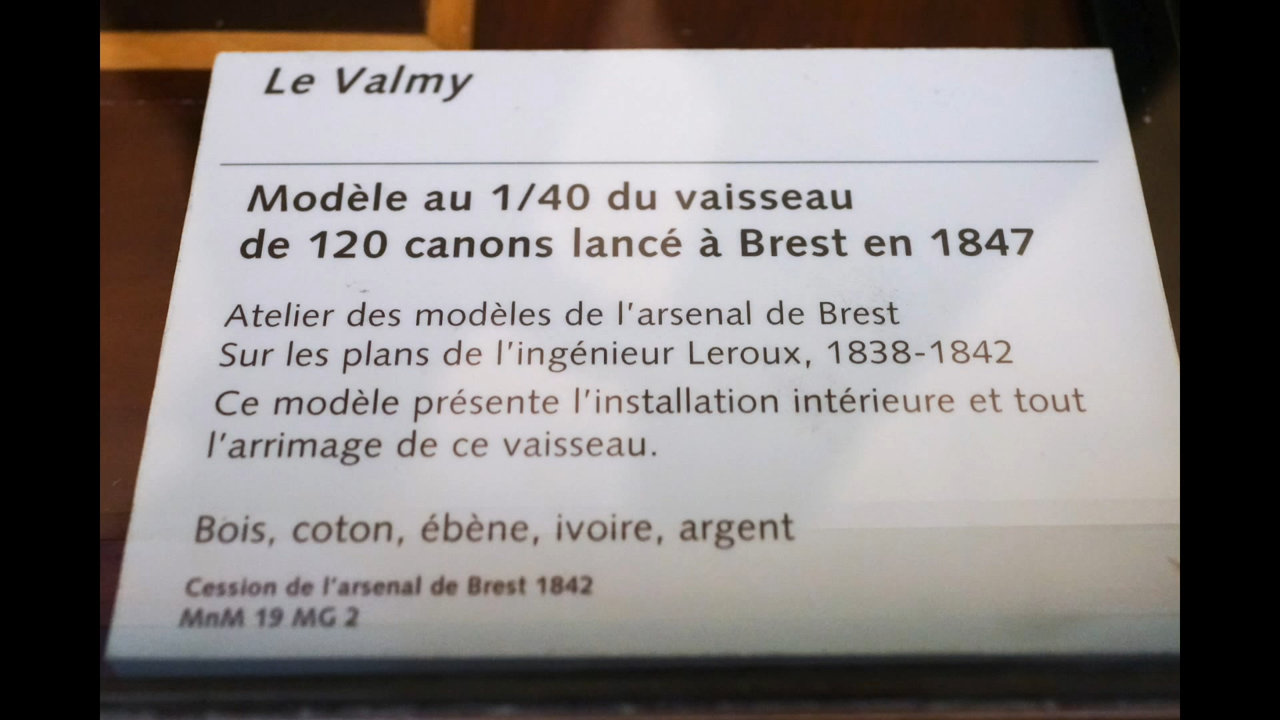 Le Valmy
Modèle au 1/40 du vaisseau
de 120 canons lancé à Brest en 1847
Atelier des modèles de l'arsenal de Brest
Sur les plans de l'ingénieur Leroux, 1838-1842
Ce modèle présente l'installation intérieure et tout
l'arrimage de ce vaisseau.
Bois, coton, ébène, ivoire, argent
Cession de l'arsenal de Brest 1842
MnM 19 MG 2